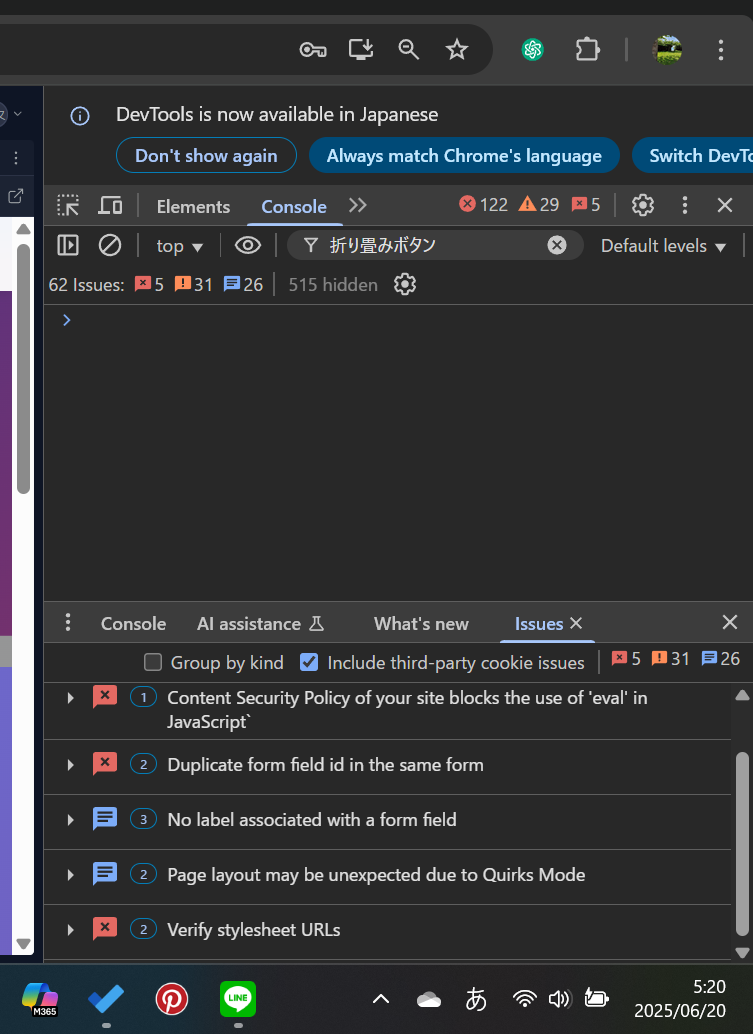 DevTools is now available in Japanese
Don't show again
Always match Chrome's language
Switch DevTo
Elements
Console
122
29
5
top
折り畳みボタン
Default levels
62 Issues:
5
31
26
515 hidden
Console
AI assistance
What's new
Issues
Group by kind
Include third-party cookie issues
5
31
26
1
Content Security Policy of your site blocks the use of 'eval' in
JavaScript`
2
Duplicate form field id in the same form
3
No label associated with a form field
2
Page layout may be unexpected due to Quirks Mode
2
Verify stylesheet URLs
M365
LINE
あ
5:20
2025/06/20